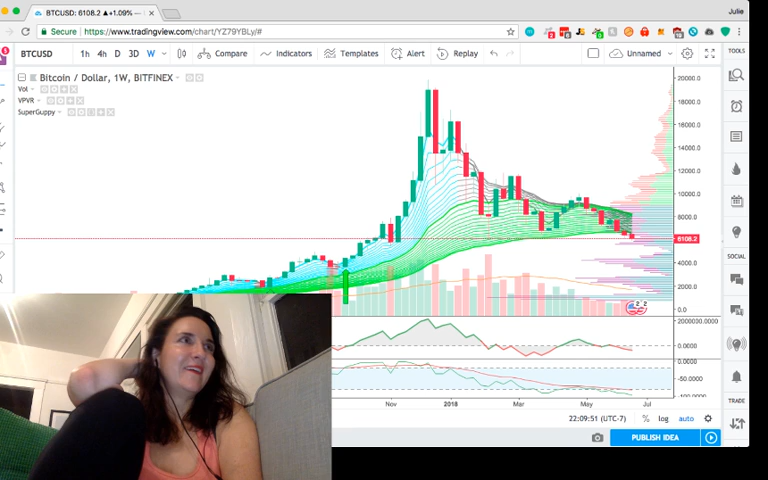 BTCUSD: 6108.2 ▲+1.09% —
Julie
Secure https://www.tradingview.com/chart/YZ79YBLy/#
BTCUSD 1h 4h D 3D W Compare Indicators Templates Alert Replay Unnamed
TOOLS
Bitcoin / Dollar, 1W, BITFINEX
Vol
VPVR
SuperGuppy
20000.0
18000.0
16000.0
14000.0
12000.0
10000.0
8000.0
6108.2
4000.0
2000.0
0.0
SOCIAL
2000000.0000
0.0000
0.0000
-50.0000
-100.0000
Nov 2018 Mar May Jul
TRADE
22:09:51 (UTC-7) % log auto
PUBLISH IDEA